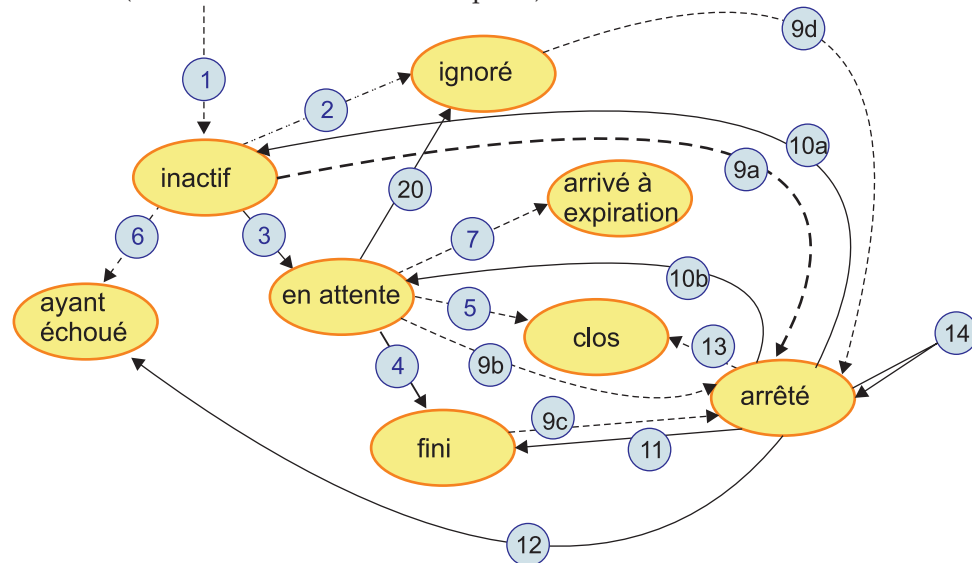 9d
ignoré
1
2
10a
9a
inactif
20
arrivé à
expiration
6
3
7
10b
en attente
ayant
échoué
5
clos
13
14
4
9b
arrêté
9c
fini
11
12